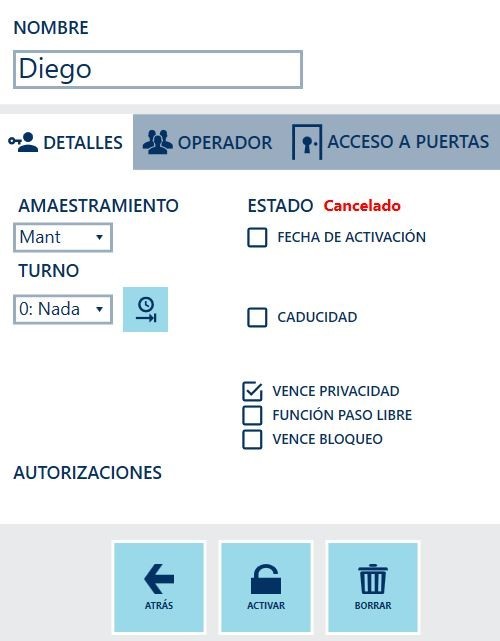 NOMBRE
Diego
DETALLES OPERADOR ACCESO A PUERTAS
AMAESTRAMIENTO
Mant
TURNO
0: Nada
ESTADO Cancelado
FECHA DE ACTIVACIÓN
CADUCIDAD
VENCE PRIVACIDAD
FUNCIÓN PASO LIBRE
VENCE BLOQUEO
AUTORIZACIONES
ATRÁS ACTIVAR BORRAR